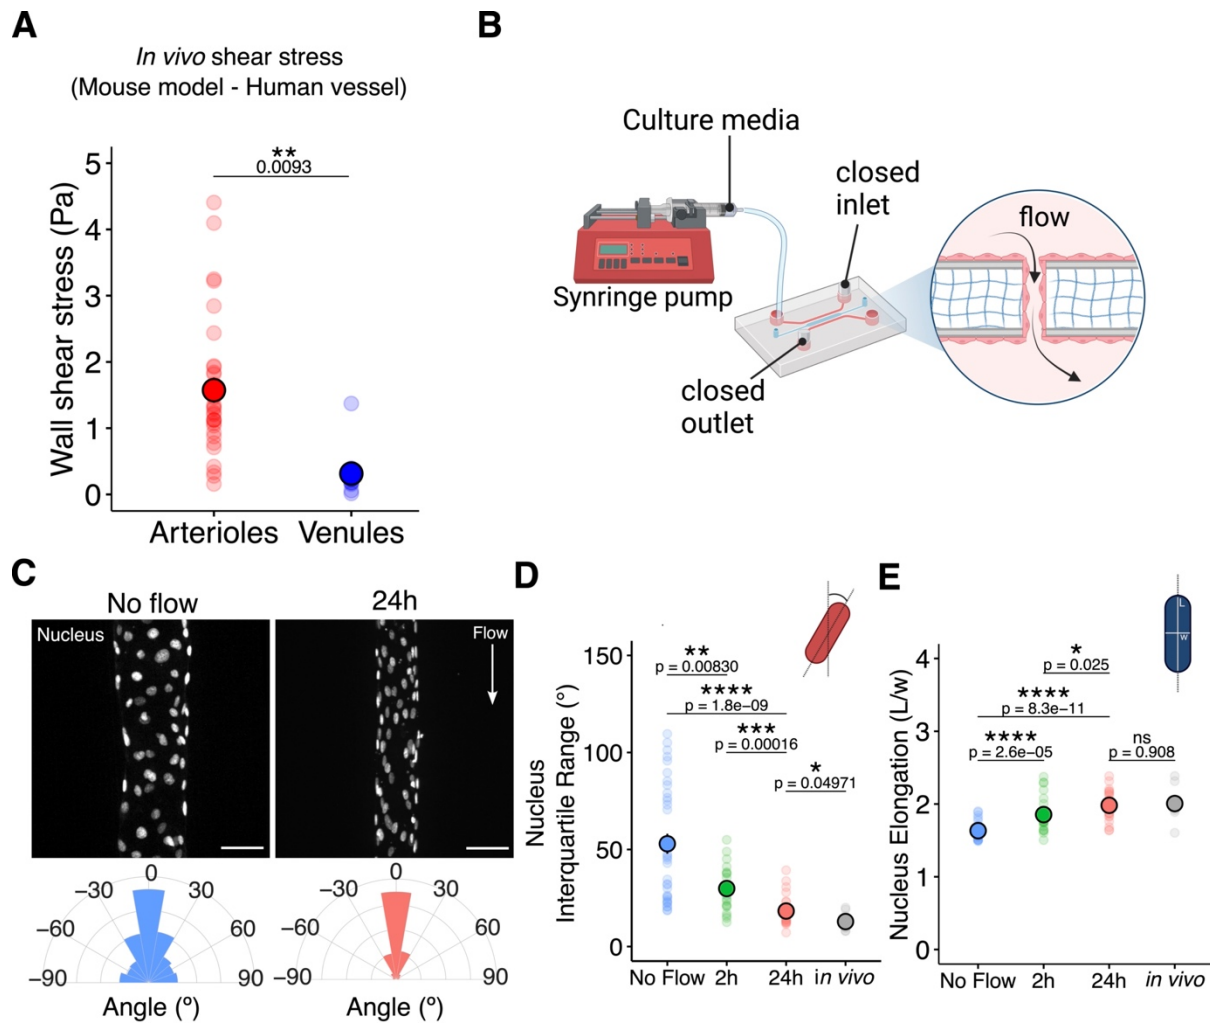 A
In vivo shear stress
(Mouse model - Human vessel)
Wall shear stress (Pa)
5
4
3
2
1
0
**
0.0093
Arterioles
Venules
B
Culture media
closed
inlet
flow
Synringe pump
closed
outlet
C
No flow
24h
Nucleus
Flow
0
−30
30
−60
60
−90
90
Angle (º)
0
−30
30
−60
60
−90
90
Angle (º)
D
Nucleus
Interquartile Range (°)
150
100
50
0
**
p = 0.00830
****
p = 1.8e−09
***
p = 0.00016
*
p = 0.04971
No Flow
2h
24h
in vivo
E
L
w
Nucleus Elongation (L/w)
4
3
2
1
0
*
p = 0.025
****
p = 8.3e−11
****
p = 2.6e−05
ns
p = 0.908
No Flow
2h
24h
in vivo